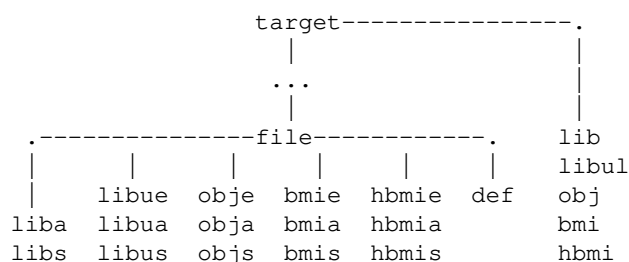 target----------------.
|                |
...               |
|                |
.---------------file------------.    lib
|      |      |     |     |     |    libul
|    libue  obje  bmie  hbmie  def   obj
liba  libua  obja  bmia  hbmia        bmi
libs  libus  objs  bmis  hbmis        hbmi